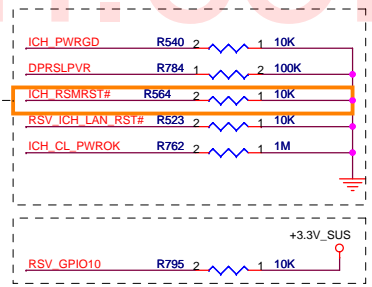 ICH_PWRGD R540 2 1 10K
DPRSLPVR R784 1 2 100K
ICH_RSMRST# R564 2 1 10K
RSV_ICH_LAN_RST# R523 2 1 10K
ICH_CL_PWROK R762 2 1 1M
+3.3V_SUS
RSV_GPIO10 R795 2 1 10K